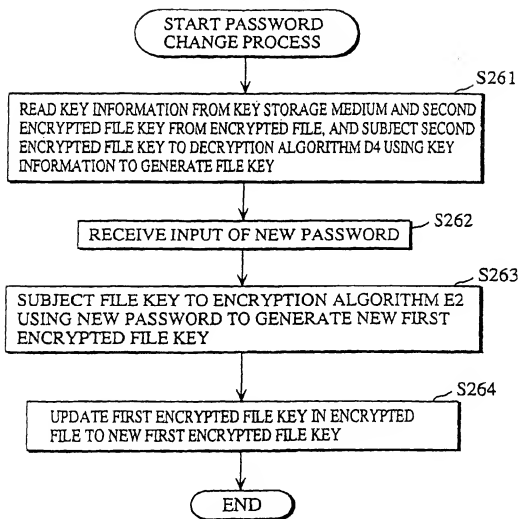 START PASSWORD
CHANGE PROCESS
S261
READ KEY INFORMATION FROM KEY STORAGE MEDIUM AND SECOND
ENCRYPTED FILE KEY FROM ENCRYPTED FILE, AND SUBJECT SECOND
ENCRYPTED FILE KEY TO DECRYPTION ALGORITHM D4 USING KEY
INFORMATION TO GENERATE FILE KEY
S262
RECEIVE INPUT OF NEW PASSWORD
S263
SUBJECT FILE KEY TO ENCRYPTION ALGORITHM E2
USING NEW PASSWORD TO GENERATE NEW FIRST
ENCRYPTED FILE KEY
S264
UPDATE FIRST ENCRYPTED FILE KEY IN ENCRYPTED
FILE TO NEW FIRST ENCRYPTED FILE KEY
END